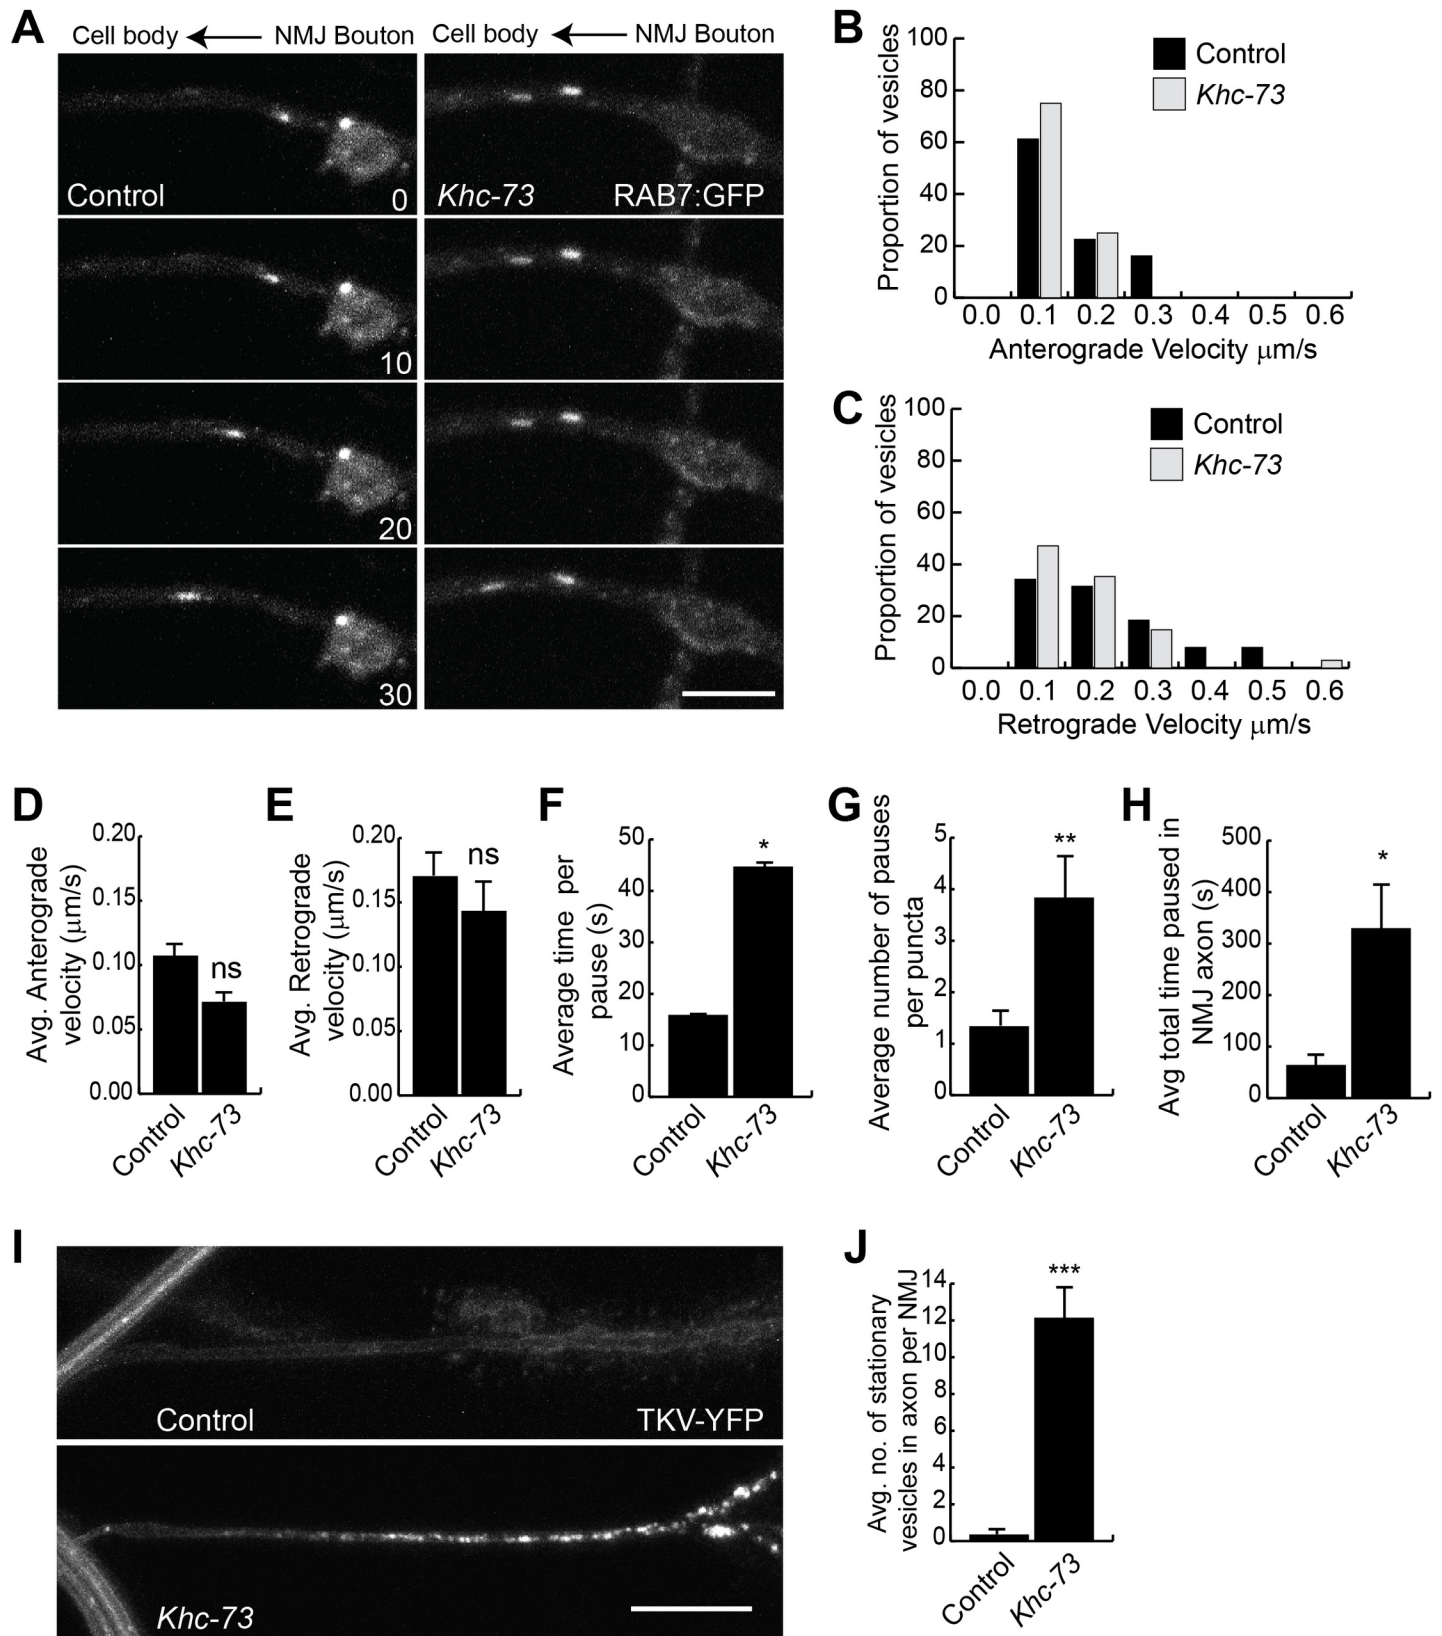 A
Cell body NMJ Bouton
Cell body NMJ Bouton
Control
0
Khc-73
RAB7:GFP
10
20
30
B
Proportion of vesicles
100
80
60
40
20
0
Control
Khc-73
0.0 0.1 0.2 0.3 0.4 0.5 0.6
Anterograde Velocity μm/s
C
Proportion of vesicles
100
80
60
40
20
0
Control
Khc-73
0.0 0.1 0.2 0.3 0.4 0.5 0.6
Retrograde Velocity μm/s
D
Avg. Anterograde
velocity (μm/s)
0.20
0.15
0.10
0.05
0.00
ns
Control
Khc-73
E
Avg. Retrograde
velocity (μm/s)
0.20
0.15
0.10
0.05
0.00
ns
Control
Khc-73
F
Average time per
pause (s)
50
40
30
20
10
0
*
Control
Khc-73
G
Average number of pauses
per puncta
5
4
3
2
1
0
**
Control
Khc-73
H
Avg total time paused in
NMJ axon (s)
500
400
300
200
100
0
*
Control
Khc-73
I
Control
TKV-YFP
Khc-73
J
Avg. no. of stationary
vesicles in axon per NMJ
14
12
10
8
6
4
2
0
***
Control
Khc-73